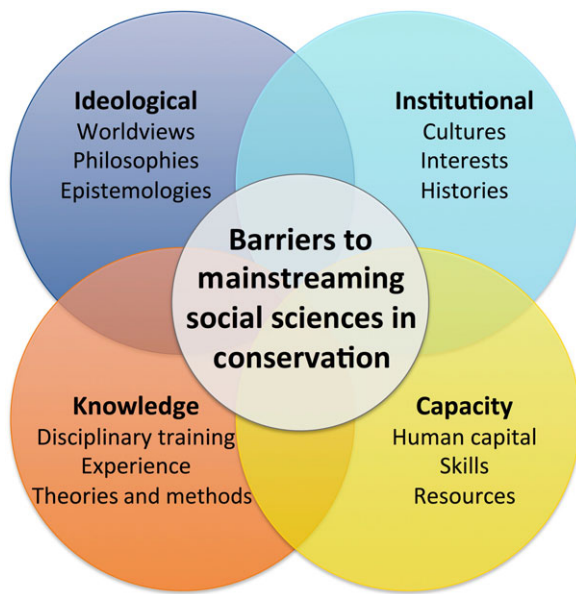 Ideological
Worldviews
Philosophies
Epistemologies
Institutional
Cultures
Interests
Histories
Barriers to
mainstreaming
social sciences in
conservation
Knowledge
Disciplinary training
Experience
Theories and methods
Capacity
Human capital
Skills
Resources